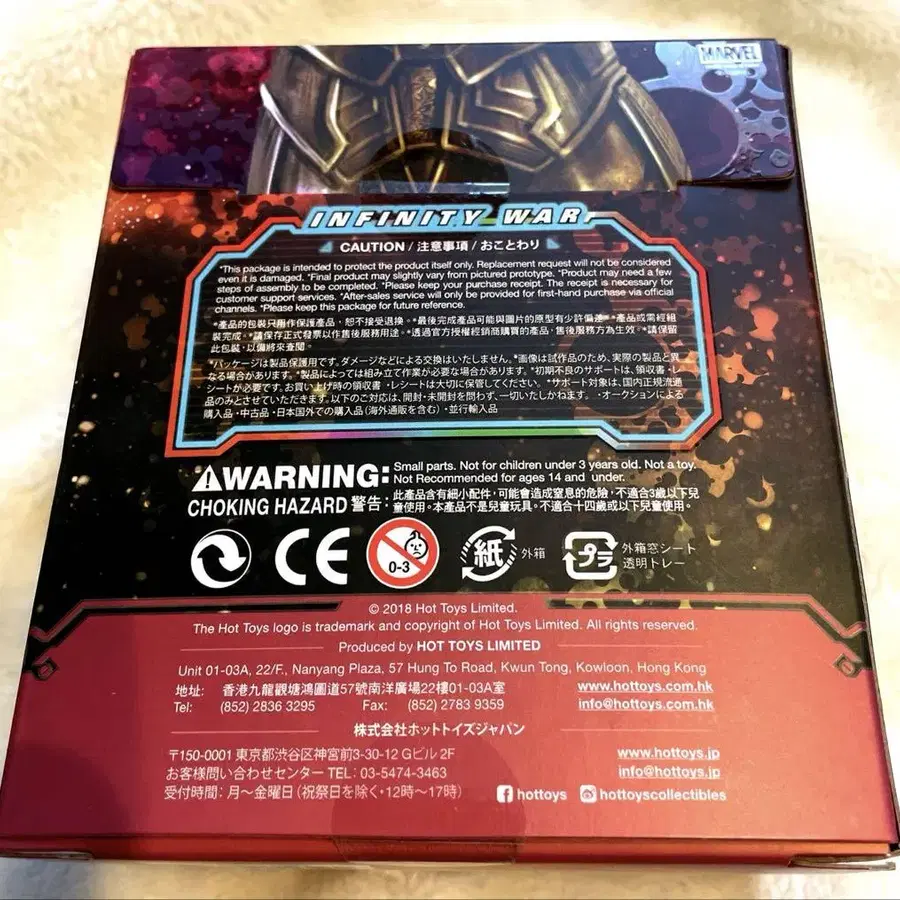 MARVEL
INFINITY WAR
CAUTION / 注意事項 / おことわり
*This package is intended to protect the product itself only. Replacement request will not be considered
even it is damaged. *Final product may slightly vary from pictured prototype. *Product may need a few
steps of assembly to be completed. *Please keep your purchase receipt. The receipt is necessary for
customer support services. *After-sales service will only be provided for first-hand purchase via official
channels. *Please keep this package for future reference.
*產品的包裝只用作保護產品，恕不接受退換。*最後完成產品可能與圖片的原型有少許偏差。*產品或需經組
裝完成。*請保存正式發票以作售後服務用途。*透過官方授權經銷商購買的產品，售後服務方為生效。*請保留
此包裝，以備將來查閱。
*パッケージは製品保護用です。ダメージなどによる交換はいたしません。*画像は試作品のため、実際の製品と異
なる場合があります。*製品によっては組み立て作業が必要な場合があります。*初期不良のサポートは、領収書・レ
シートが必要です。お買い上げ時の領収書・レシートは大切に保管してください。*サポート対象は、国内正規流通
品のみとさせていただきます。以下のご対応は、開封・未開封を問わず、一切いたしかねます。・オークションによる
購入品・中古品・日本国外での購入品（海外通販を含む）・並行輸入品
WARNING: Small parts. Not for children under 3 years old. Not a toy.
Not Recommended for ages 14 and under.
CHOKING HAZARD 警告：此產品含有細小配件，可能會造成窒息的危險，不適合3歲以下兒
童使用。本產品不是兒童玩具。不適合十四歲或以下兒童使用。
CE
0-3
紙 外箱
プラ 外箱窓シート
透明トレー
© 2018 Hot Toys Limited.
The Hot Toys logo is trademark and copyright of Hot Toys Limited. All rights reserved.
Produced by HOT TOYS LIMITED
Unit 01-03A, 22/F., Nanyang Plaza, 57 Hung To Road, Kwun Tong, Kowloon, Hong Kong
地址: 香港九龍觀塘鴻圖道57號南洋廣場22樓01-03A室 www.hottoys.com.hk
Tel: (852) 2836 3295 Fax: (852) 2783 9359 info@hottoys.com.hk
株式会社ホットトイズジャパン
〒150-0001 東京都渋谷区神宮前3-30-12 Gビル 2F www.hottoys.jp
お客様問い合わせセンター TEL: 03-5474-3463 info@hottoys.jp
受付時間：月〜金曜日（祝祭日を除く・12時〜17時） hottoys hottoyscollectibles